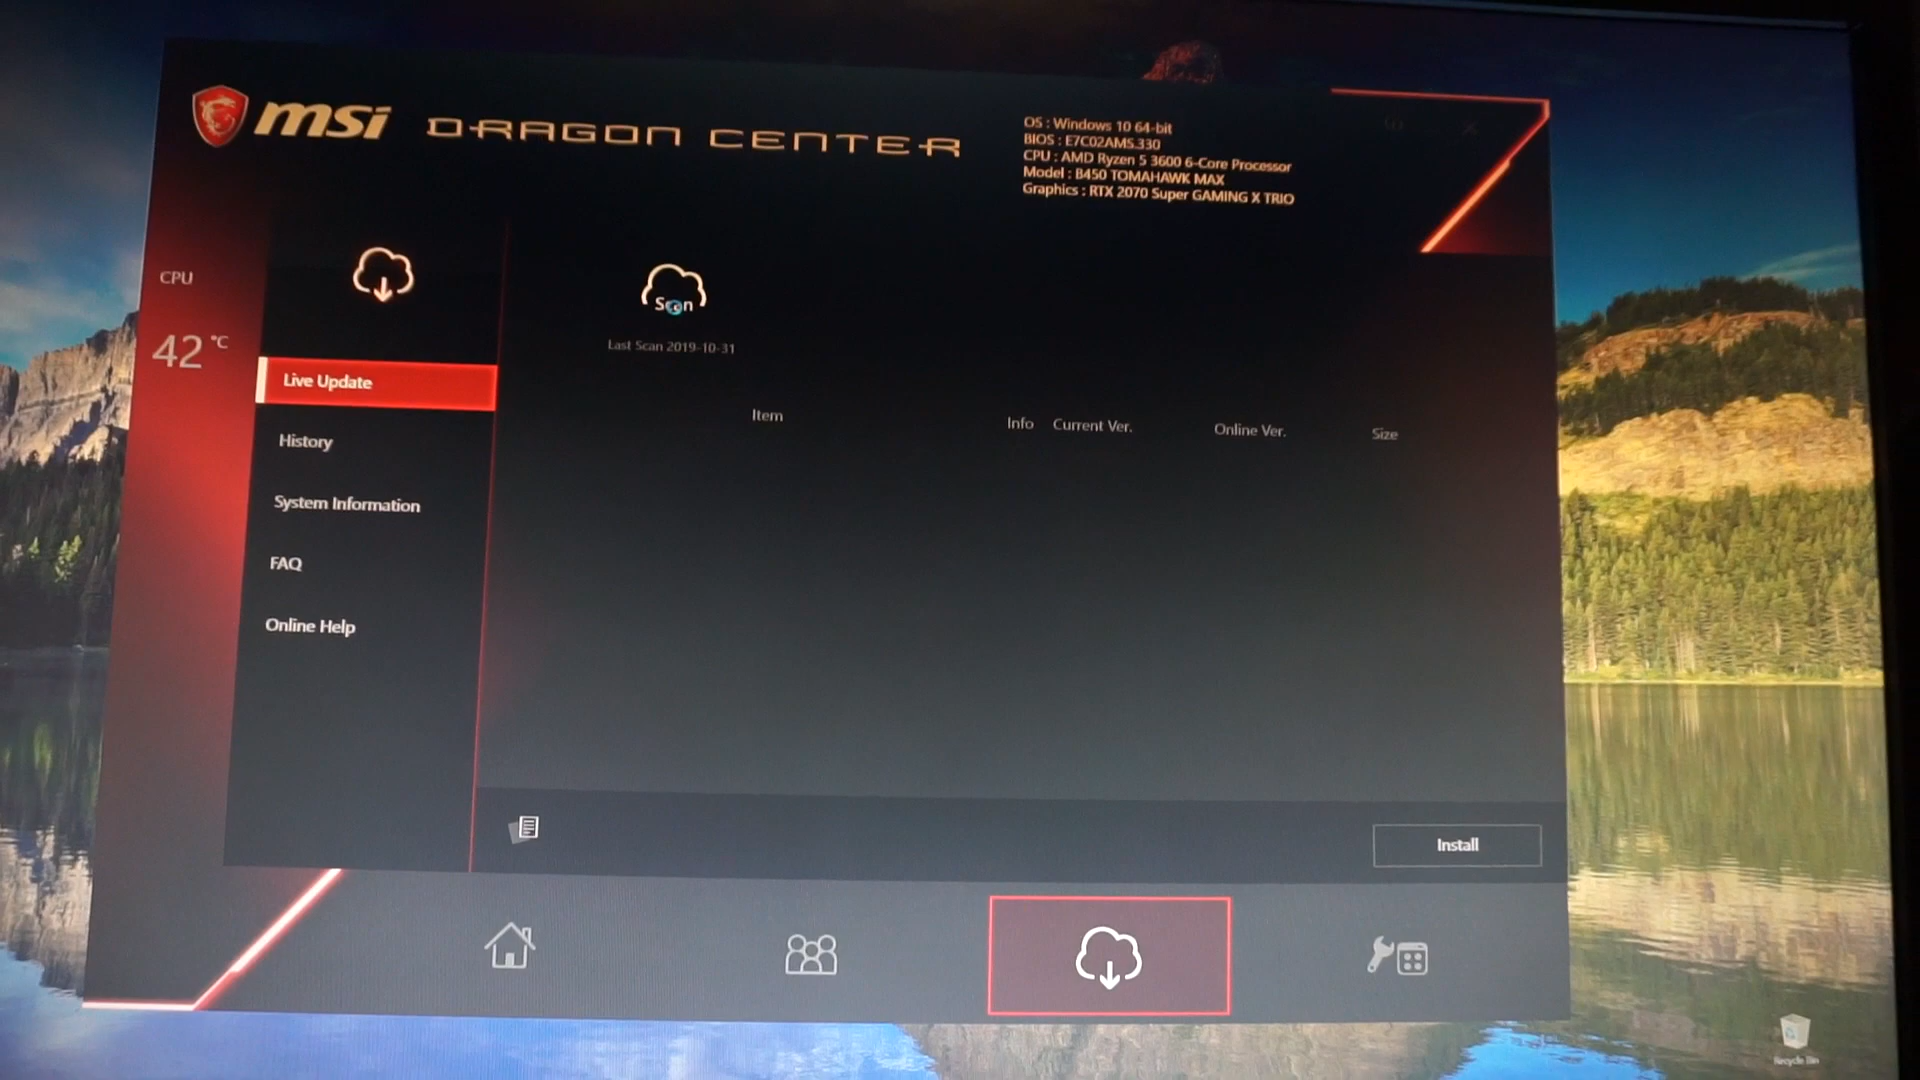 msi DRAGON CENTER
OS : Windows 10 64-bit
BIOS : E7C02AMS.330
CPU : AMD Ryzen 5 3600 6-Core Processor
Model : B450 TOMAHAWK MAX
Graphics : RTX 2070 Super GAMING X TRIO
CPU
42 °C
Live Update
History
System Information
FAQ
Online Help
Scan
Last Scan 2019-10-31
Item Info Current Ver. Online Ver. Size
Install
Recycle Bin